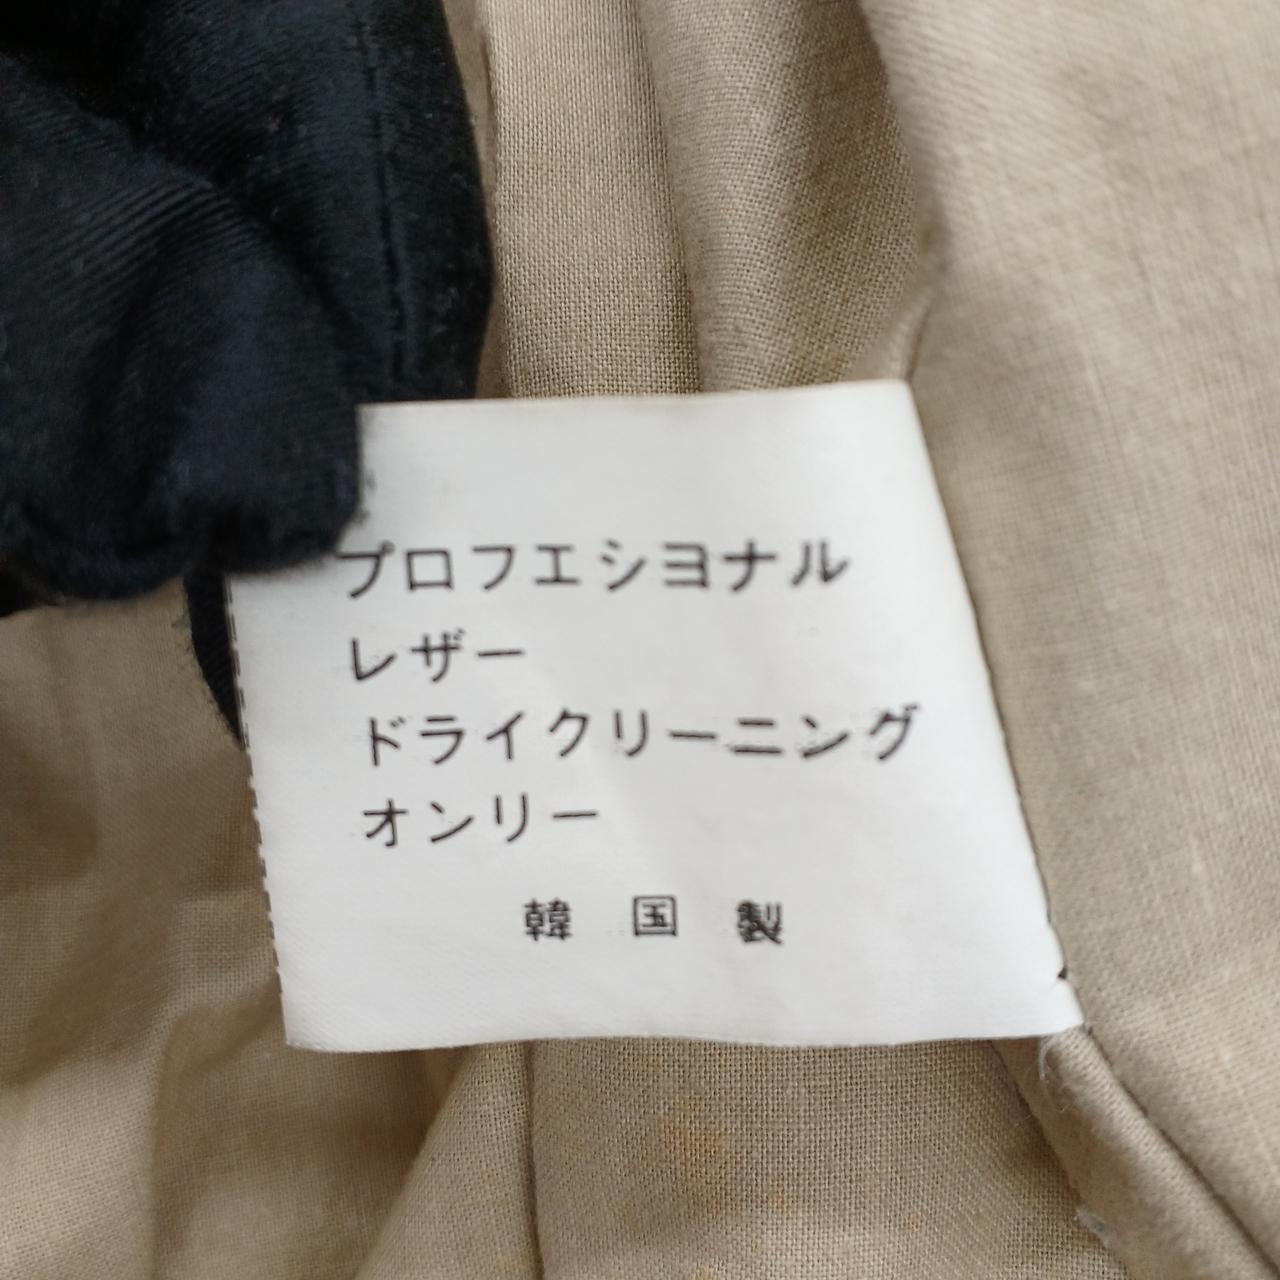 プロフエシヨナル
レザー
ドライクリーニング
オンリー
韓国製